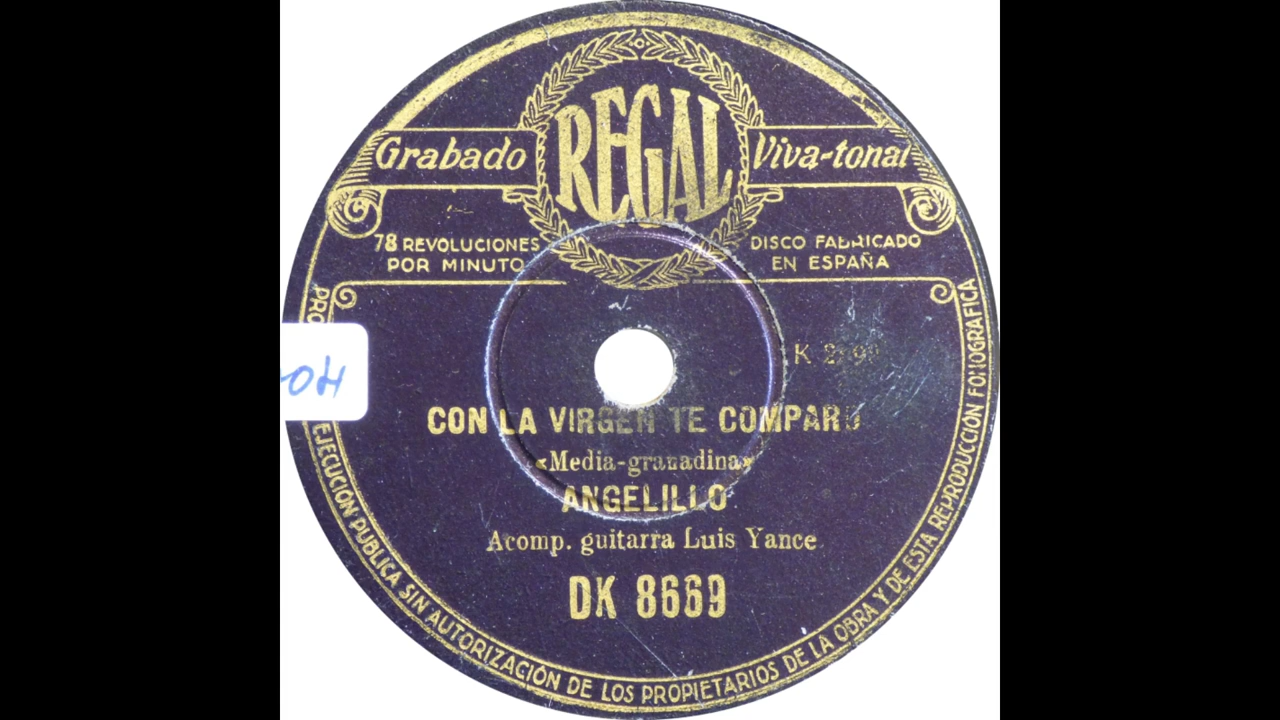 REGAL
Grabado Viva-tonal
78 REVOLUCIONES
POR MINUTO
DISCO FABRICADO
EN ESPAÑA
CON LA VIRGEN TE COMPARO
«Media-granadina»
ANGELILLO
Acomp. guitarra Luis Yance
DK 8669
EJECUCIÓN PUBLICA SIN AUTORIZACIÓN DE LOS PROPIETARIOS DE LA OBRA Y DE ESTA REPRODUCCIÓN FONOGRAFICA